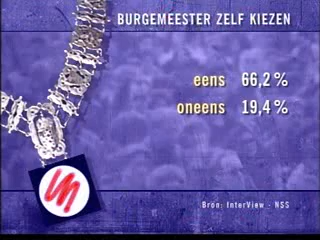 BURGEMEESTER ZELF KIEZEN
eens 66,2 %
oneens 19,4 %
Bron: InterView - NSS